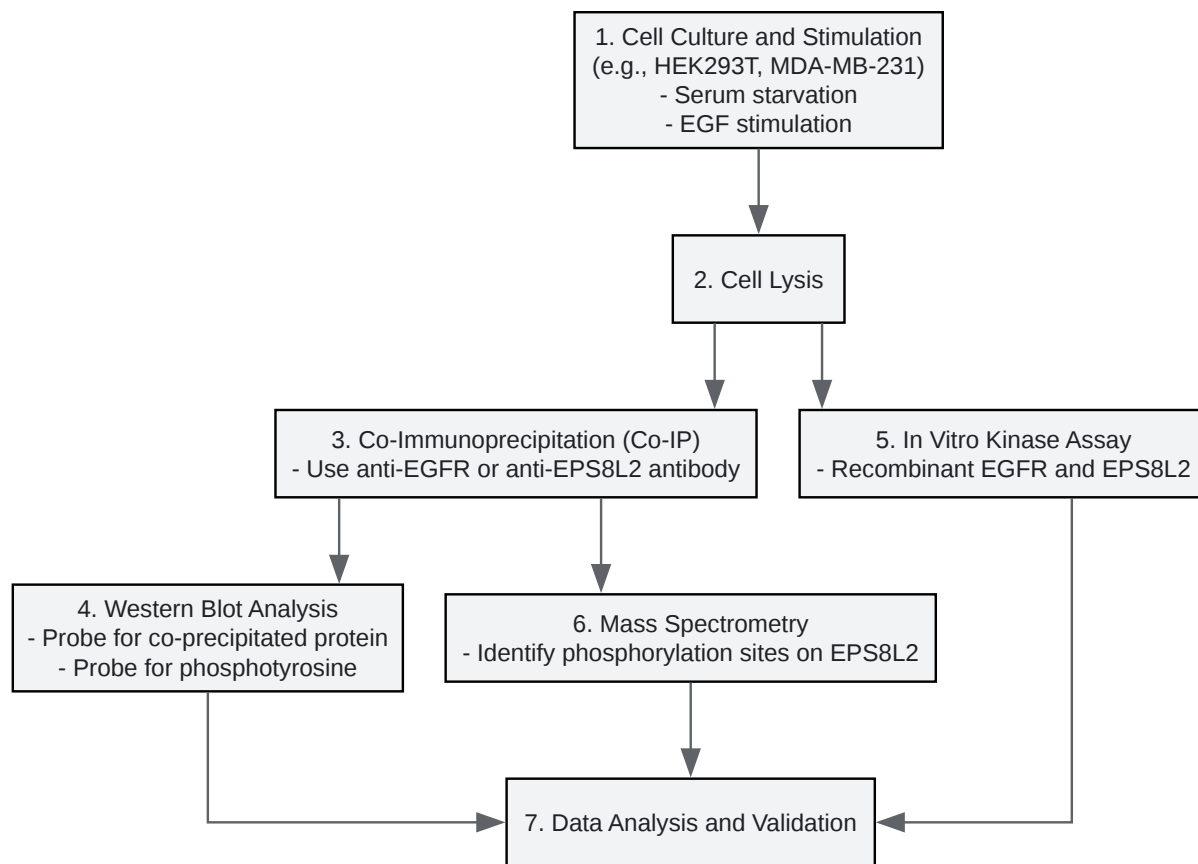 1. Cell Culture and Stimulation
(e.g., HEK293T, MDA-MB-231)
- Serum starvation
- EGF stimulation
2. Cell Lysis
3. Co-Immunoprecipitation (Co-IP)
- Use anti-EGFR or anti-EPS8L2 antibody
5. In Vitro Kinase Assay
- Recombinant EGFR and EPS8L2
4. Western Blot Analysis
- Probe for co-precipitated protein
- Probe for phosphotyrosine
6. Mass Spectrometry
- Identify phosphorylation sites on EPS8L2
7. Data Analysis and Validation